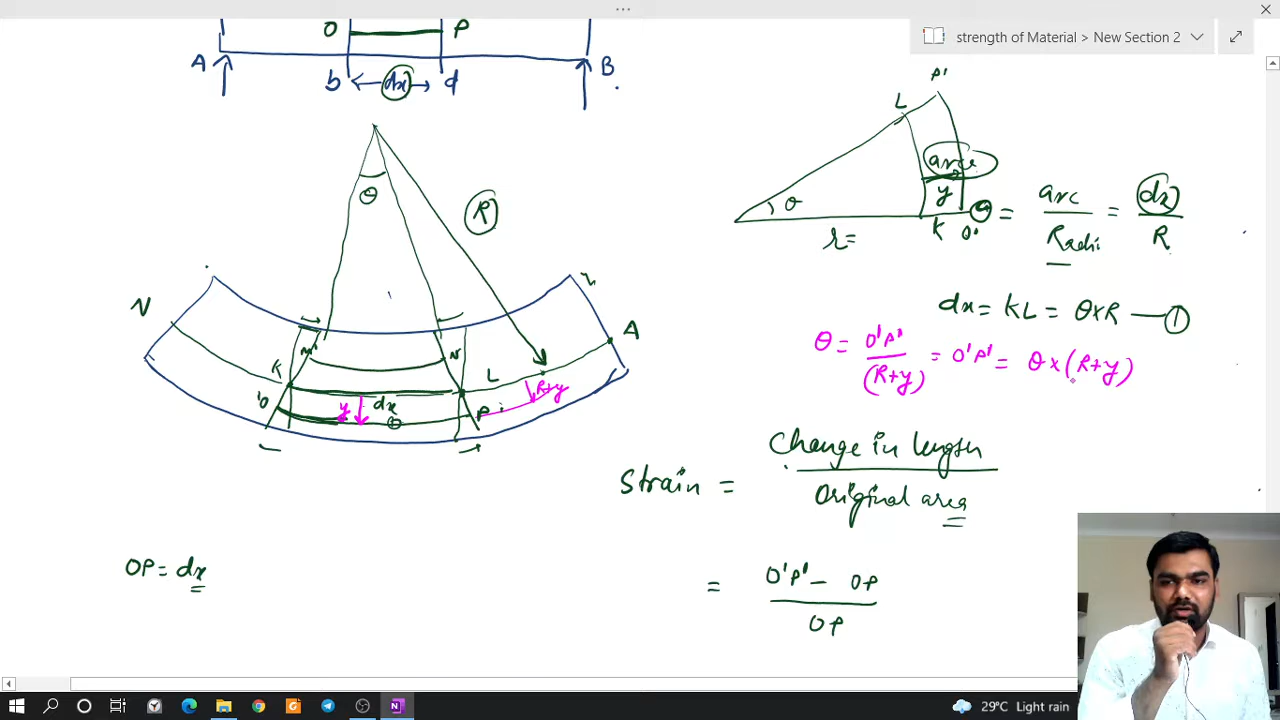 strength of Material > New Section 2
O P
A B
b ← dx → d
θ
R
N
K L A
M' N'
b dx P'
y R+y
OP = dx
L P'
arc
θ y
r = K O'
θ = arc / Radi = dx / R
dx = KL = θ×R — 1
θ = O'P' / (R+y) = O'P' = θ×(R+y)
Strain = Change in length / Original area
= O'P' - OP / OP
29°C Light rain